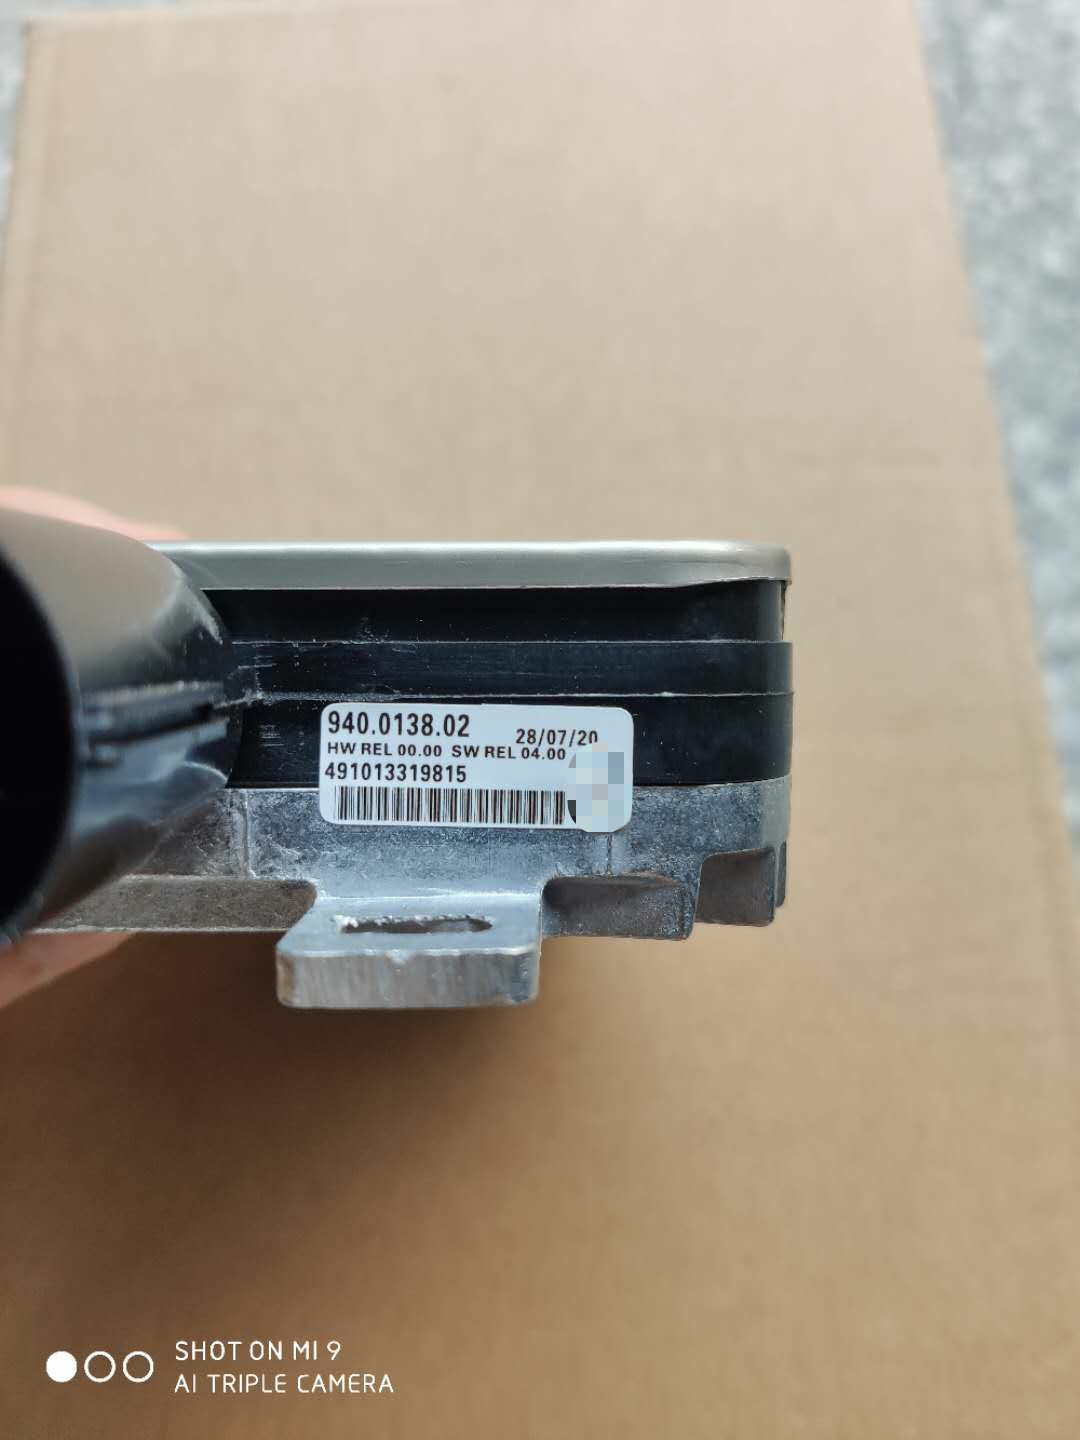 940.0138.02 28/07/20
HW REL 00.00 SW REL 04.00
491013319815
SHOT ON MI 9
AI TRIPLE CAMERA